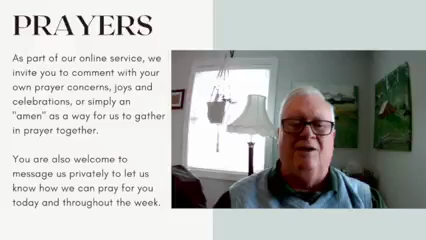 PRAYERS
As part of our online service, we
invite you to comment with your
own prayer concerns, joys and
celebrations, or simply an
"amen" as a way for us to gather
in prayer together.
You are also welcome to
message us privately to let us
know how we can pray for you
today and throughout the week.